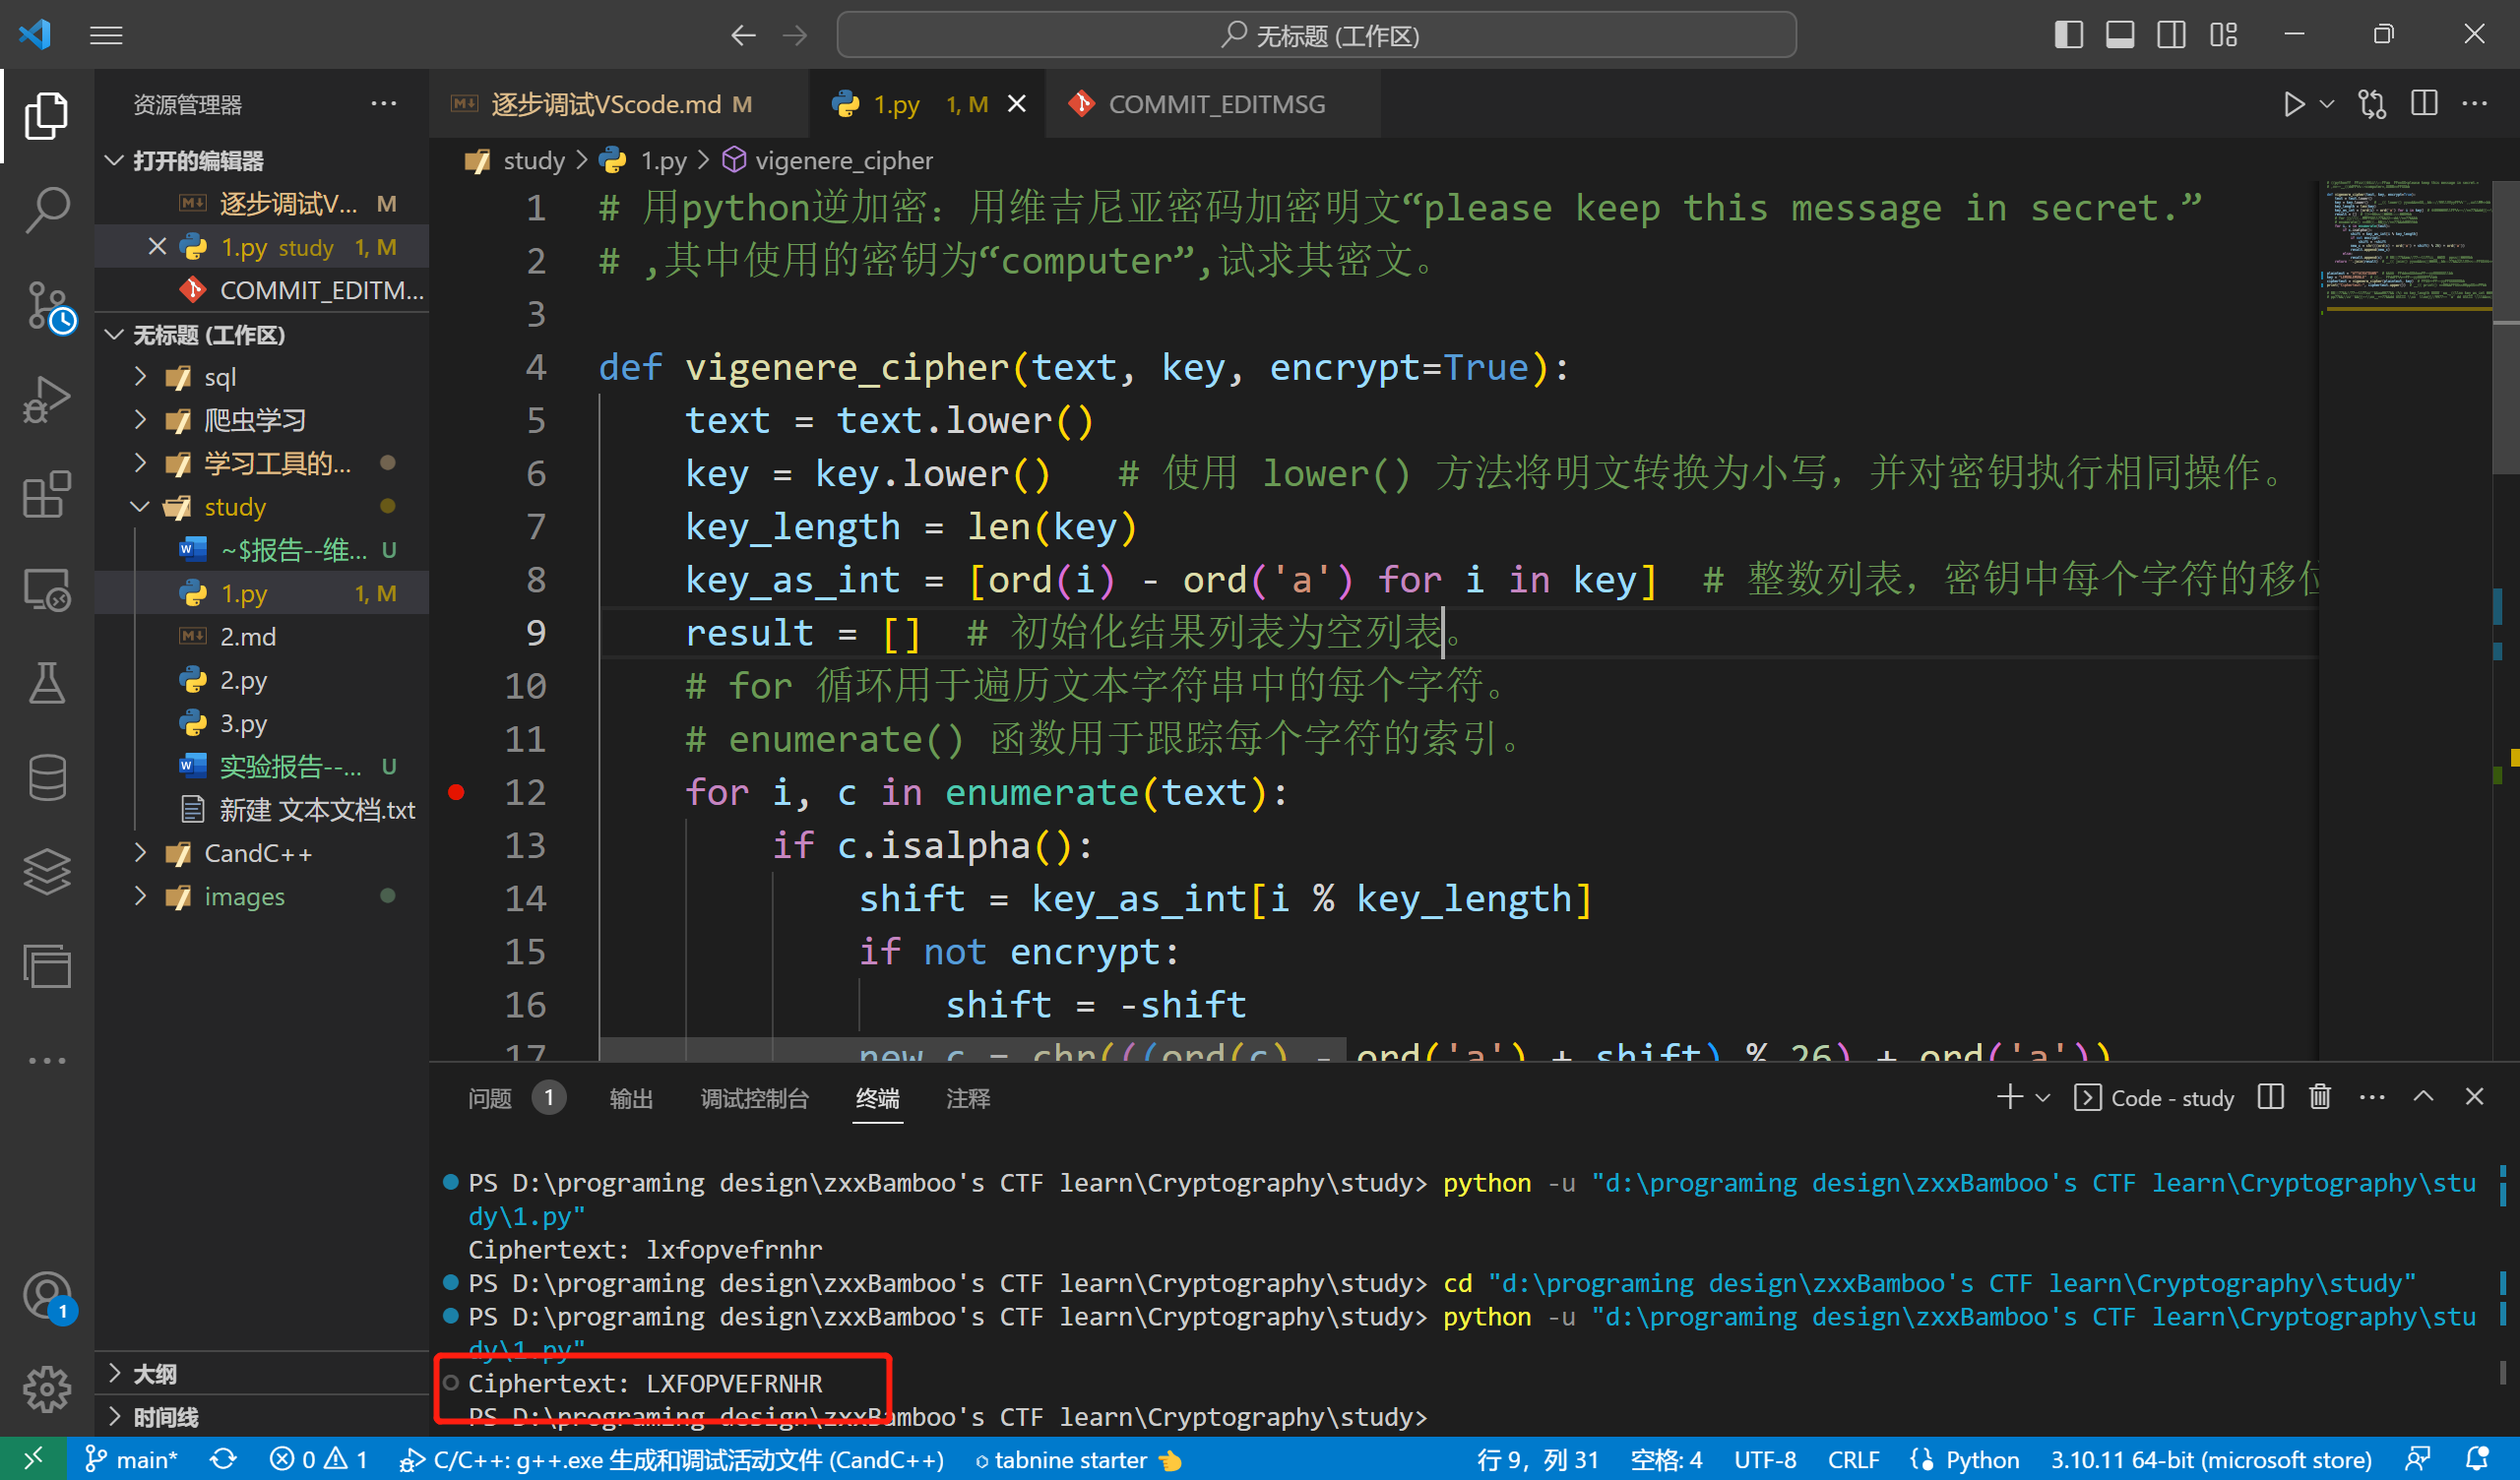 无标题 (工作区)
资源管理器
逐步调试VScode.md M
1.py 1, M
COMMIT_EDITMSG
打开的编辑器
逐步调试V... M
1.py study 1, M
COMMIT_EDITM...
无标题 (工作区)
sql
爬虫学习
学习工具的...
study
~$报告--维... U
1.py 1, M
2.md
2.py
3.py
实验报告--... U
新建 文本文档.txt
CandC++
images
大纲
时间线
study > 1.py > vigenere_cipher
1 # 用python逆加密：用维吉尼亚密码加密明文“please keep this message in secret.”
2 # ,其中使用的密钥为“computer”,试求其密文。
3
4 def vigenere_cipher(text, key, encrypt=True):
5 text = text.lower()
6 key = key.lower() # 使用 lower() 方法将明文转换为小写，并对密钥执行相同操作。
7 key_length = len(key)
8 key_as_int = [ord(i) - ord('a') for i in key] # 整数列表，密钥中每个字符的移位
9 result = [] # 初始化结果列表为空列表。
10 # for 循环用于遍历文本字符串中的每个字符。
11 # enumerate() 函数用于跟踪每个字符的索引。
12 for i, c in enumerate(text):
13 if c.isalpha():
14 shift = key_as_int[i % key_length]
15 if not encrypt:
16 shift = -shift
17 new_c = chr(((ord(c) - ord('a') + shift) % 26) + ord('a'))
问题 1 输出 调试控制台 终端 注释
Code - study
PS D:\programing design\zxxBamboo's CTF learn\Cryptography\study> python -u "d:\programing design\zxxBamboo's CTF learn\Cryptography\stu
dy\1.py"
Ciphertext: lxfopvefrnhr
PS D:\programing design\zxxBamboo's CTF learn\Cryptography\study> cd "d:\programing design\zxxBamboo's CTF learn\Cryptography\study"
PS D:\programing design\zxxBamboo's CTF learn\Cryptography\study> python -u "d:\programing design\zxxBamboo's CTF learn\Cryptography\stu
dy\1.py"
Ciphertext: LXFOPVEFRNHR
PS D:\programing design\zxxBamboo's CTF learn\Cryptography\study>
1
main* 0 1 C/C++: g++.exe 生成和调试活动文件 (CandC++) tabnine starter 行 9，列 31 空格: 4 UTF-8 CRLF Python 3.10.11 64-bit (microsoft store)